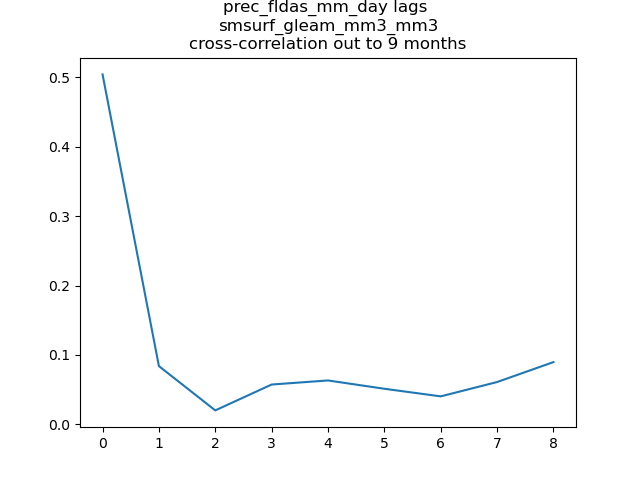 prec_fldas_mm_day lags
smsurf_gleam_mm3_mm3
cross-correlation out to 9 months
0.5
0.4
0.3
0.2
0.1
0.0
0 1 2 3 4 5 6 7 8